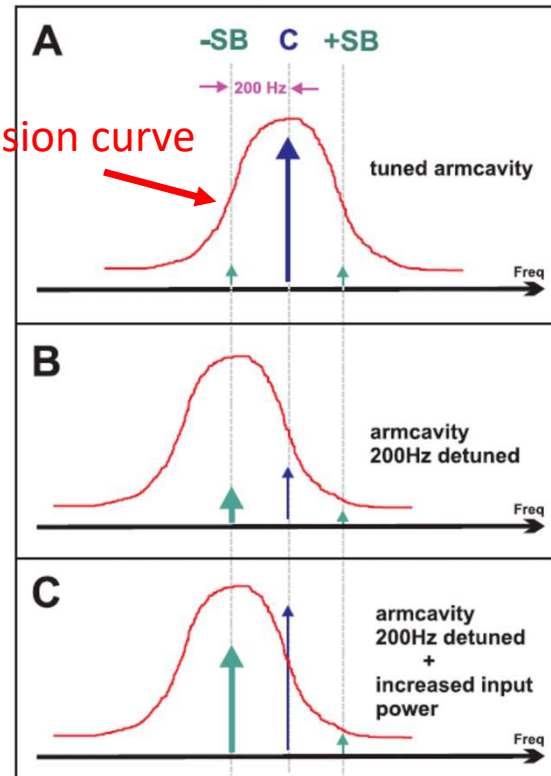 A
-SB C +SB
200 Hz
sion curve
tuned armcavity
Freq
B
armcavity
200Hz detuned
Freq
C
armcavity
200Hz detuned
+
increased input
power
Freq